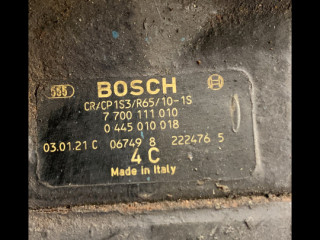 555 BOSCH
CR/CP1S3/R65/10-1S
7 700 111 010
0 445 010 018
03.01.21 C 06749 8 222476 5
4 C
Made in Italy